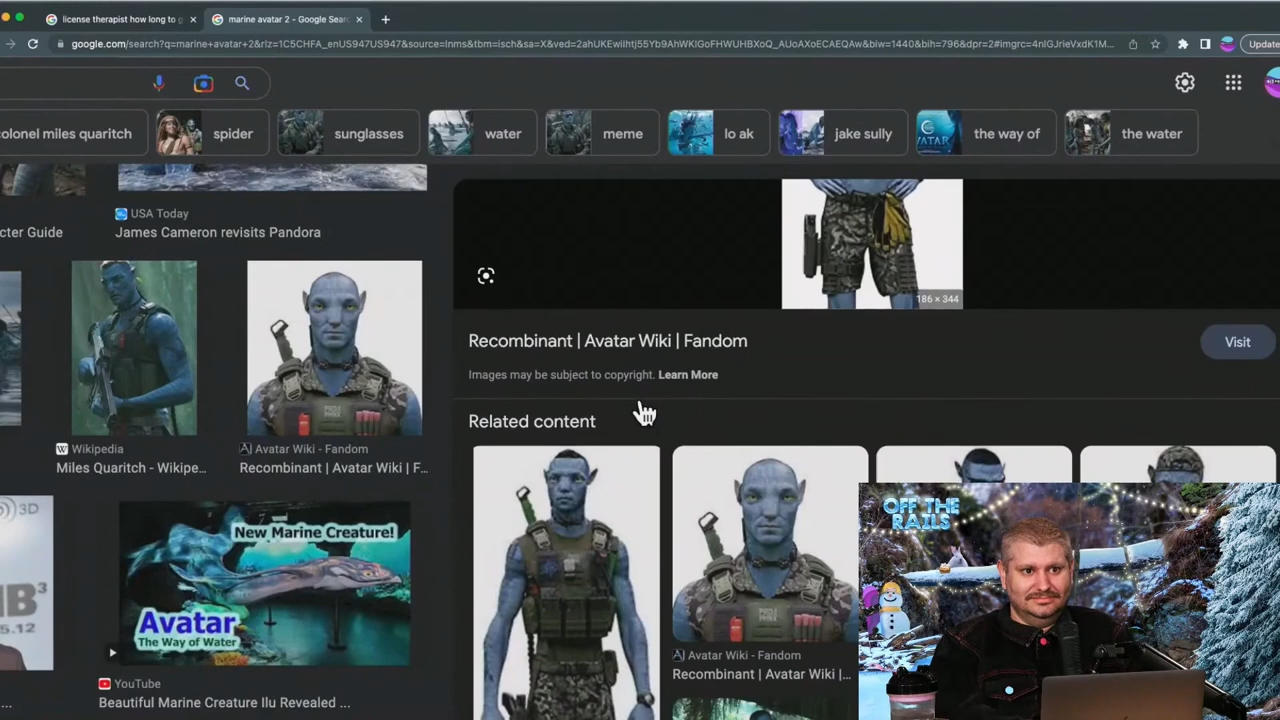 license therapist how long to g
marine avatar 2 - Google Searc
google.com/search?q=marine+avatar+2&rlz=1C5CHFA_enUS947US947&source=lnms&tbm=isch&sa=X&ved=2ahUKEwiIhtj55Yb9AhWKIGoFHWUHBXoQ_AUoAXoECAEQAw&biw=1440&bih=796&dpr=2#imgrc=4nIGJrieVxdK1M...
Update
colonel miles quaritch
spider
sunglasses
water
meme
lo ak
jake sully
AVATAR
the way of
the water
USA Today
cter Guide
James Cameron revisits Pandora
186 × 344
Recombinant | Avatar Wiki | Fandom
Visit
Images may be subject to copyright. Learn More
Related content
Wikipedia
Miles Quaritch - Wikipe...
Avatar Wiki - Fandom
Recombinant | Avatar Wiki | F...
3D
5.12
New Marine Creature!
Avatar
The Way of Water
YouTube
Beautiful Marine Creature Ilu Revealed ...
...
Avatar Wiki - Fandom
Recombinant | Avatar Wiki |...
OFF THE
RAILS